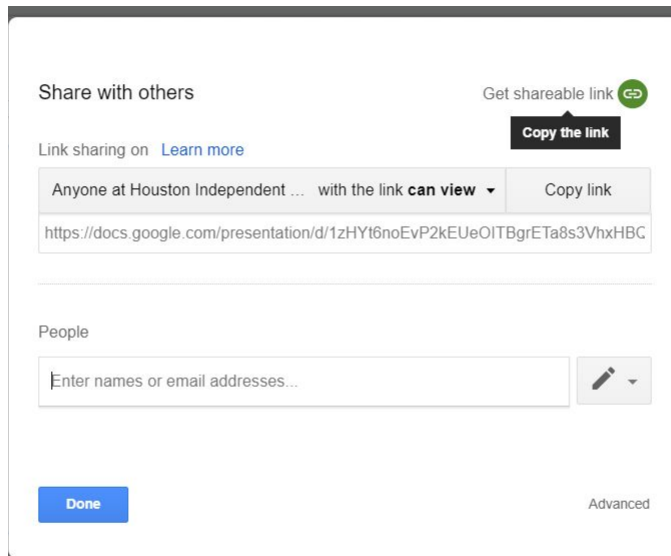 Share with others
Get shareable link
Copy the link
Link sharing on Learn more
Anyone at Houston Independent ... with the link can view
Copy link
https://docs.google.com/presentation/d/1zHYt6noEvP2kEUeOITBgrETa8s3VhxHBC
People
Enter names or email addresses...
Done
Advanced